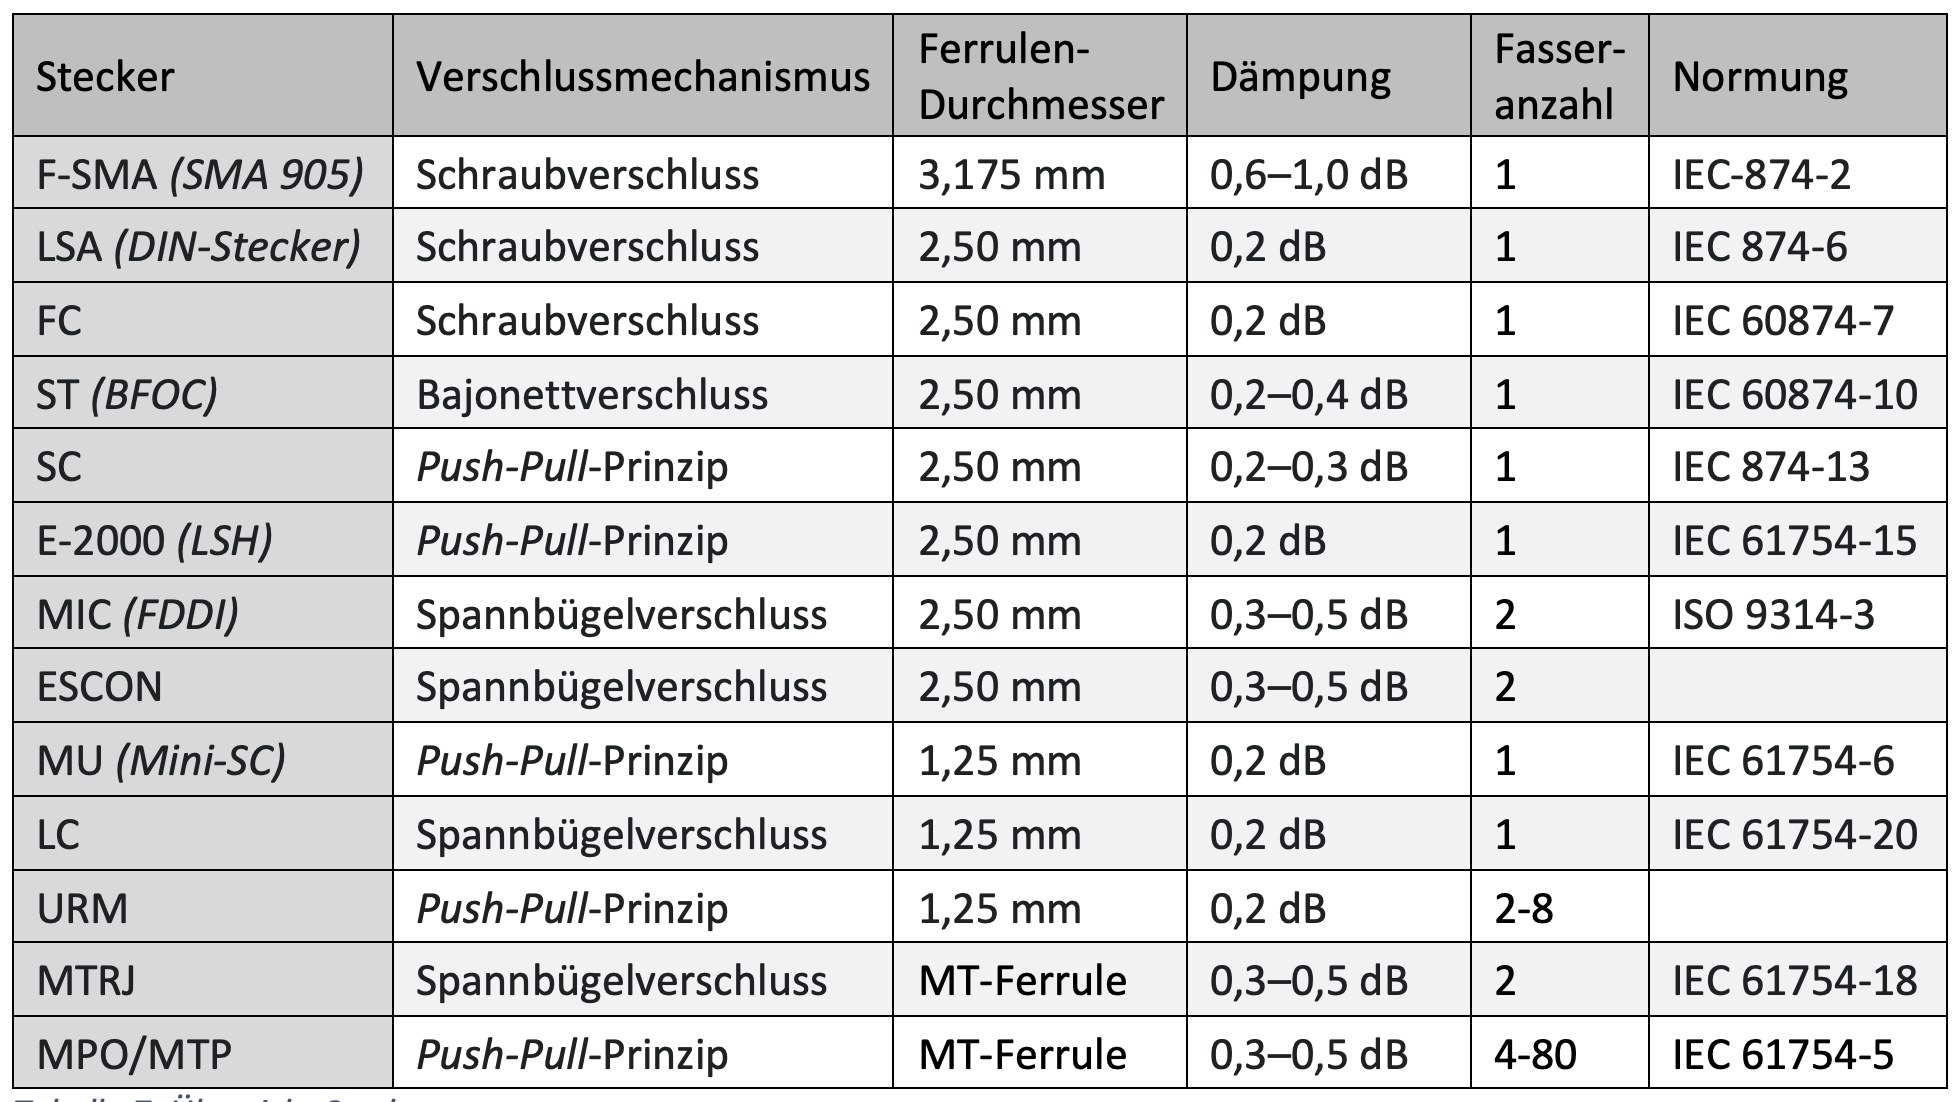 Stecker Verschlussmechanismus Ferrulen-Durchmesser Dämpung Fasser-anzahl Normung
F-SMA (SMA 905) Schraubverschluss 3,175 mm 0,6–1,0 dB 1 IEC-874-2
LSA (DIN-Stecker) Schraubverschluss 2,50 mm 0,2 dB 1 IEC 874-6
FC Schraubverschluss 2,50 mm 0,2 dB 1 IEC 60874-7
ST (BFOC) Bajonettverschluss 2,50 mm 0,2–0,4 dB 1 IEC 60874-10
SC Push-Pull-Prinzip 2,50 mm 0,2–0,3 dB 1 IEC 874-13
E-2000 (LSH) Push-Pull-Prinzip 2,50 mm 0,2 dB 1 IEC 61754-15
MIC (FDDI) Spannbügelverschluss 2,50 mm 0,3–0,5 dB 2 ISO 9314-3
ESCON Spannbügelverschluss 2,50 mm 0,3–0,5 dB 2
MU (Mini-SC) Push-Pull-Prinzip 1,25 mm 0,2 dB 1 IEC 61754-6
LC Spannbügelverschluss 1,25 mm 0,2 dB 1 IEC 61754-20
URM Push-Pull-Prinzip 1,25 mm 0,2 dB 2-8
MTRJ Spannbügelverschluss MT-Ferrule 0,3–0,5 dB 2 IEC 61754-18
MPO/MTP Push-Pull-Prinzip MT-Ferrule 0,3–0,5 dB 4-80 IEC 61754-5